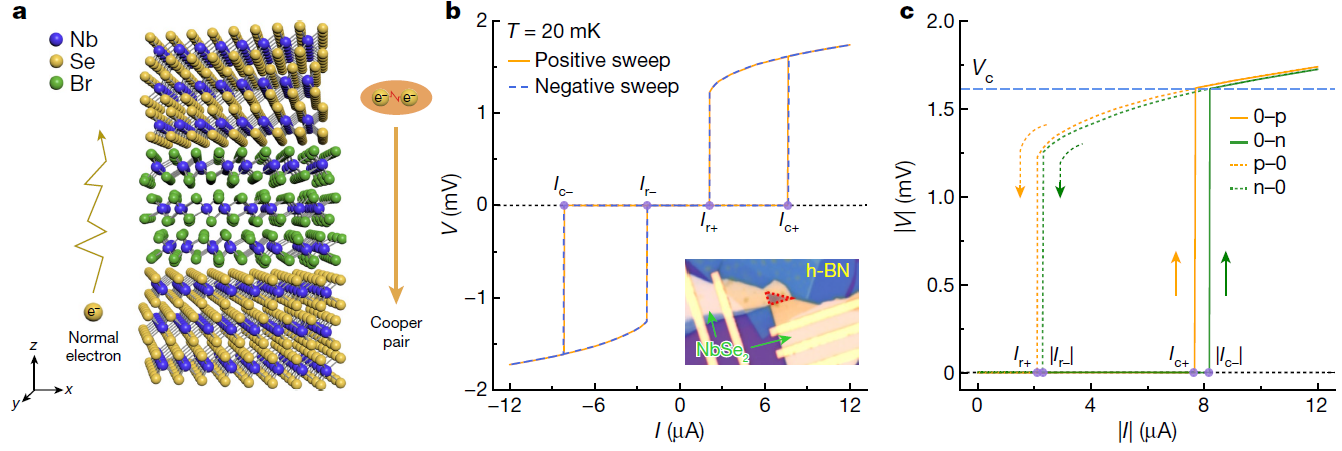 a
Nb
Se
Br
e⁻
Normal
electron
z
y
x
e⁻ e⁻
Cooper
pair
b
T = 20 mK
Positive sweep
Negative sweep
V (mV)
2
1
0
−1
−2
I_c−
I_r−
I_r+
I_c+
h-BN
NbSe₂
−12 −6 0 6 12
I (μA)
c
|V| (mV)
2.0
1.5
1.0
0.5
0
V_c
0–p
0–n
p–0
n–0
I_r+ |I_r−| I_c+ |I_c−|
0 4 8 12
|I| (μA)